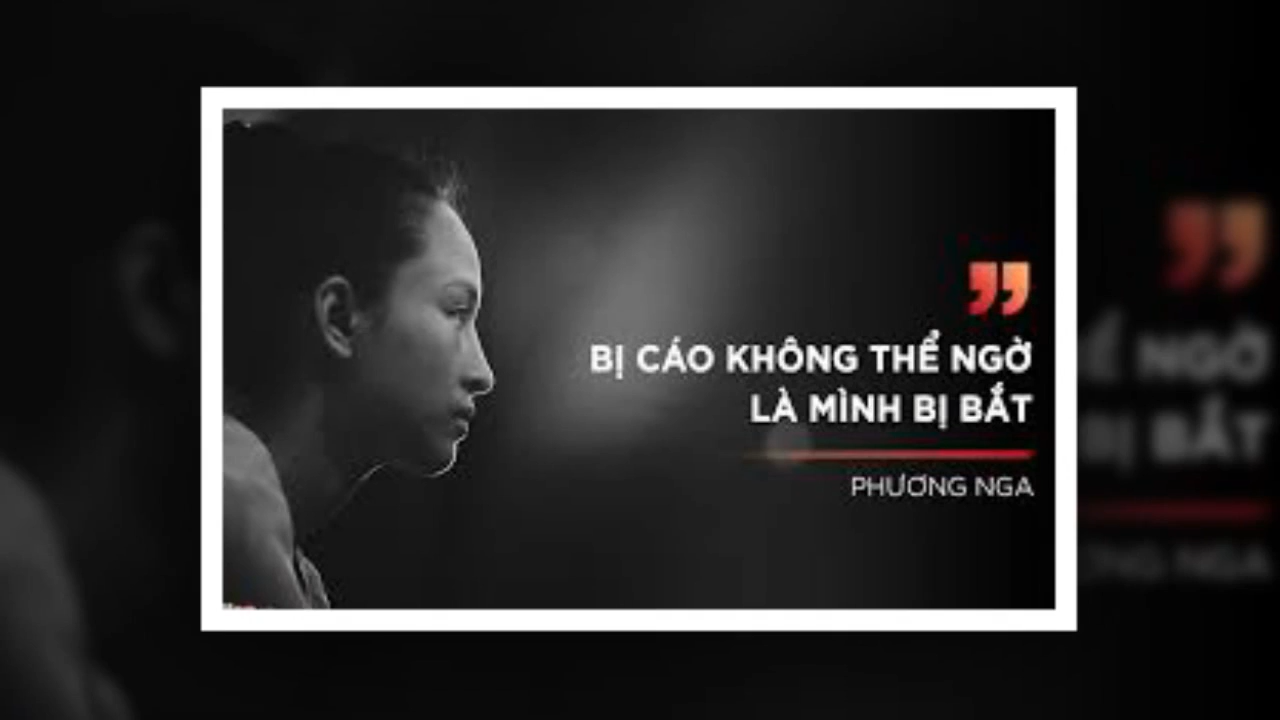 BỊ CÁO KHÔNG THỂ NGỜ
LÀ MÌNH BỊ BẮT
PHƯƠNG NGA